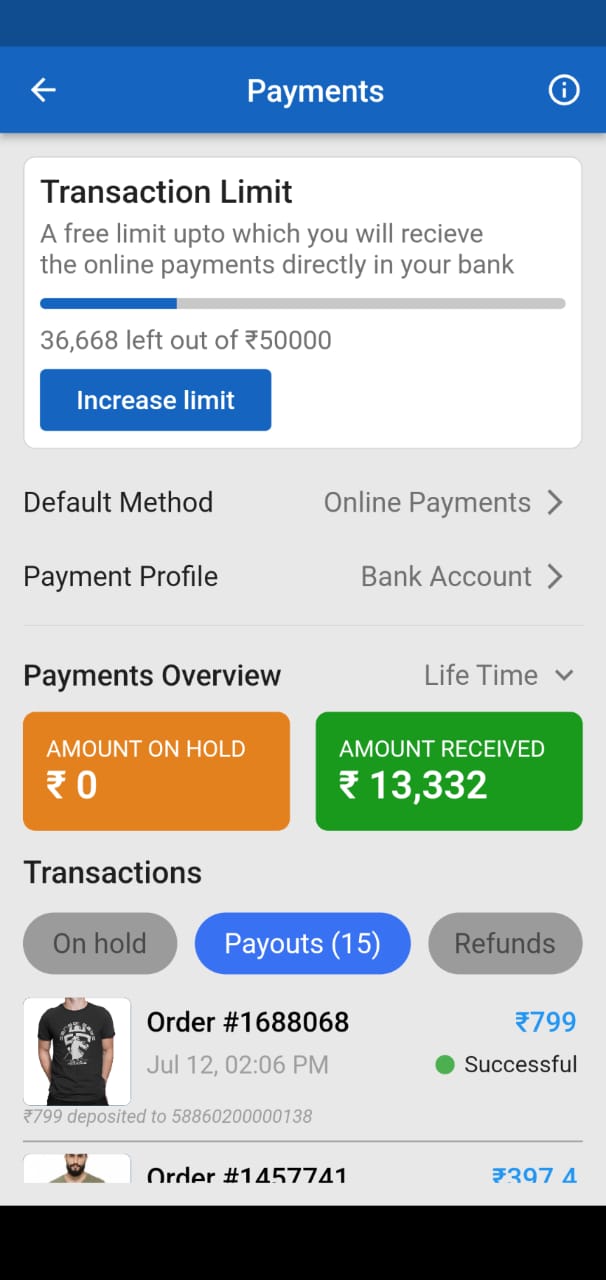 Payments
Transaction Limit
A free limit upto which you will recieve
the online payments directly in your bank
36,668 left out of ₹50000
Increase limit
Default Method Online Payments
Payment Profile Bank Account
Payments Overview Life Time
AMOUNT ON HOLD AMOUNT RECEIVED
₹ 0 ₹ 13,332
Transactions
On hold Payouts (15) Refunds
Order #1688068 ₹799
Jul 12, 02:06 PM Successful
₹799 deposited to 58860200000138
Order #1457741 ₹397.4